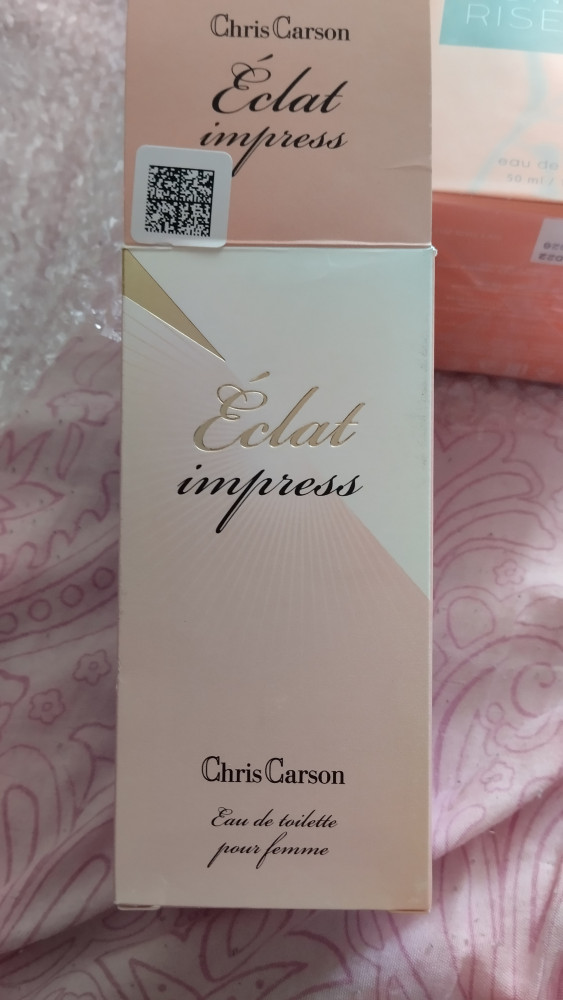 Chris Carson
Éclat
impress
RISE
eau de
50 ml /
Éclat
impress
Chris Carson
Eau de toilette
pour femme